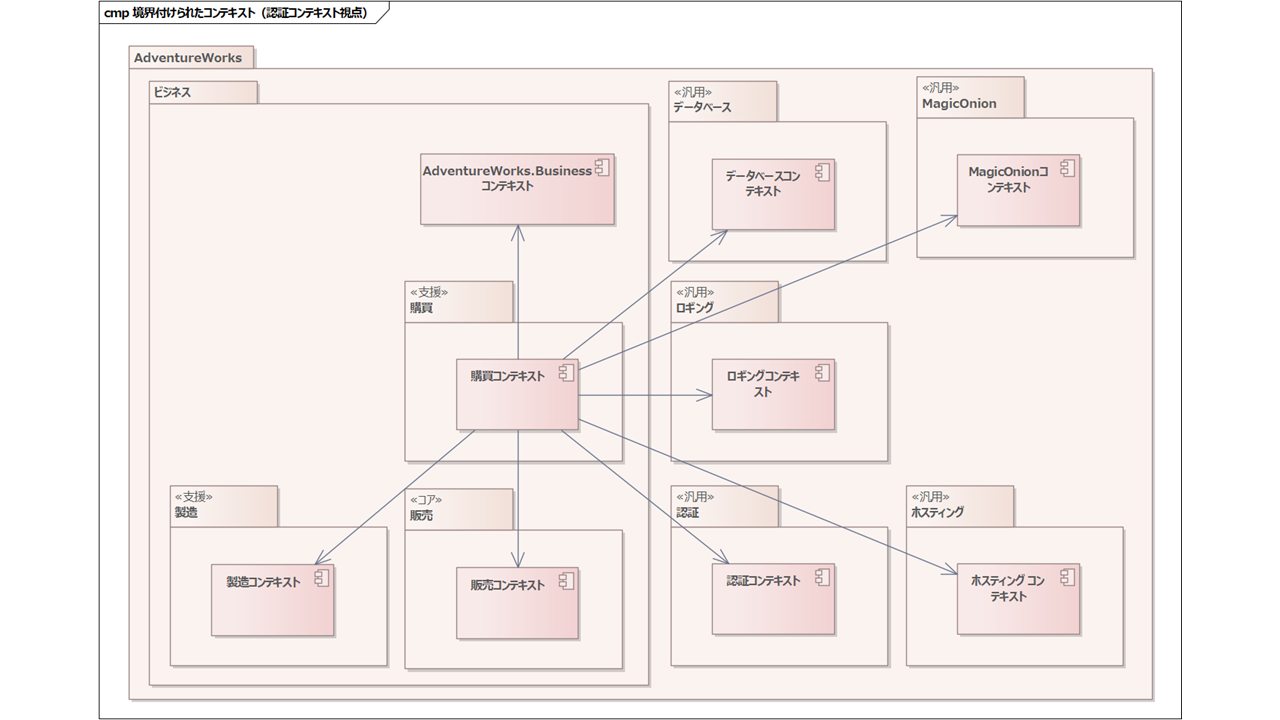 cmp 境界付けられたコンテキスト（認証コンテキスト視点）
AdventureWorks
ビジネス
«汎用»
データベース
«汎用»
MagicOnion
AdventureWorks.Business
コンテキスト
データベースコン
テキスト
MagicOnionコ
ンテキスト
«支援»
購買
«汎用»
ロギング
購買コンテキスト
ロギングコンテキ
スト
«支援»
製造
«コア»
販売
«汎用»
認証
«汎用»
ホスティング
製造コンテキスト
販売コンテキスト
認証コンテキスト
ホスティング コン
テキスト